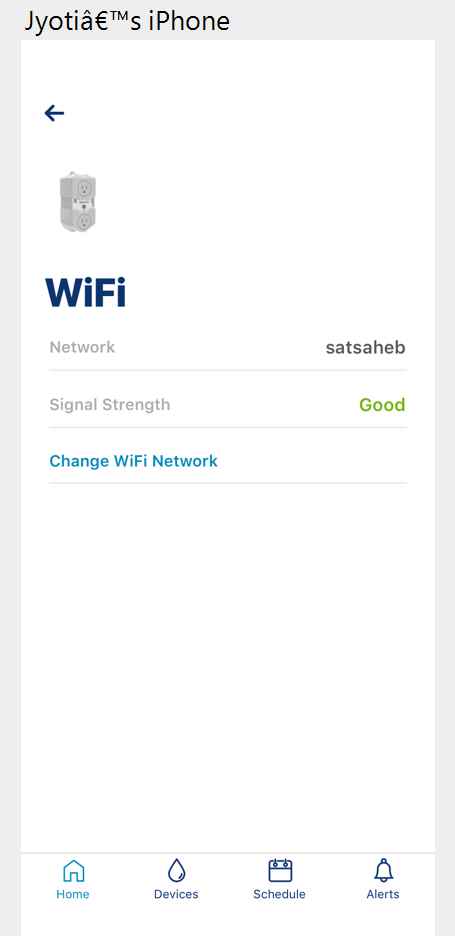 Jyotiâ€™s iPhone
WiFi
Network satsaheb
Signal Strength Good
Change WiFi Network
Home Devices Schedule Alerts